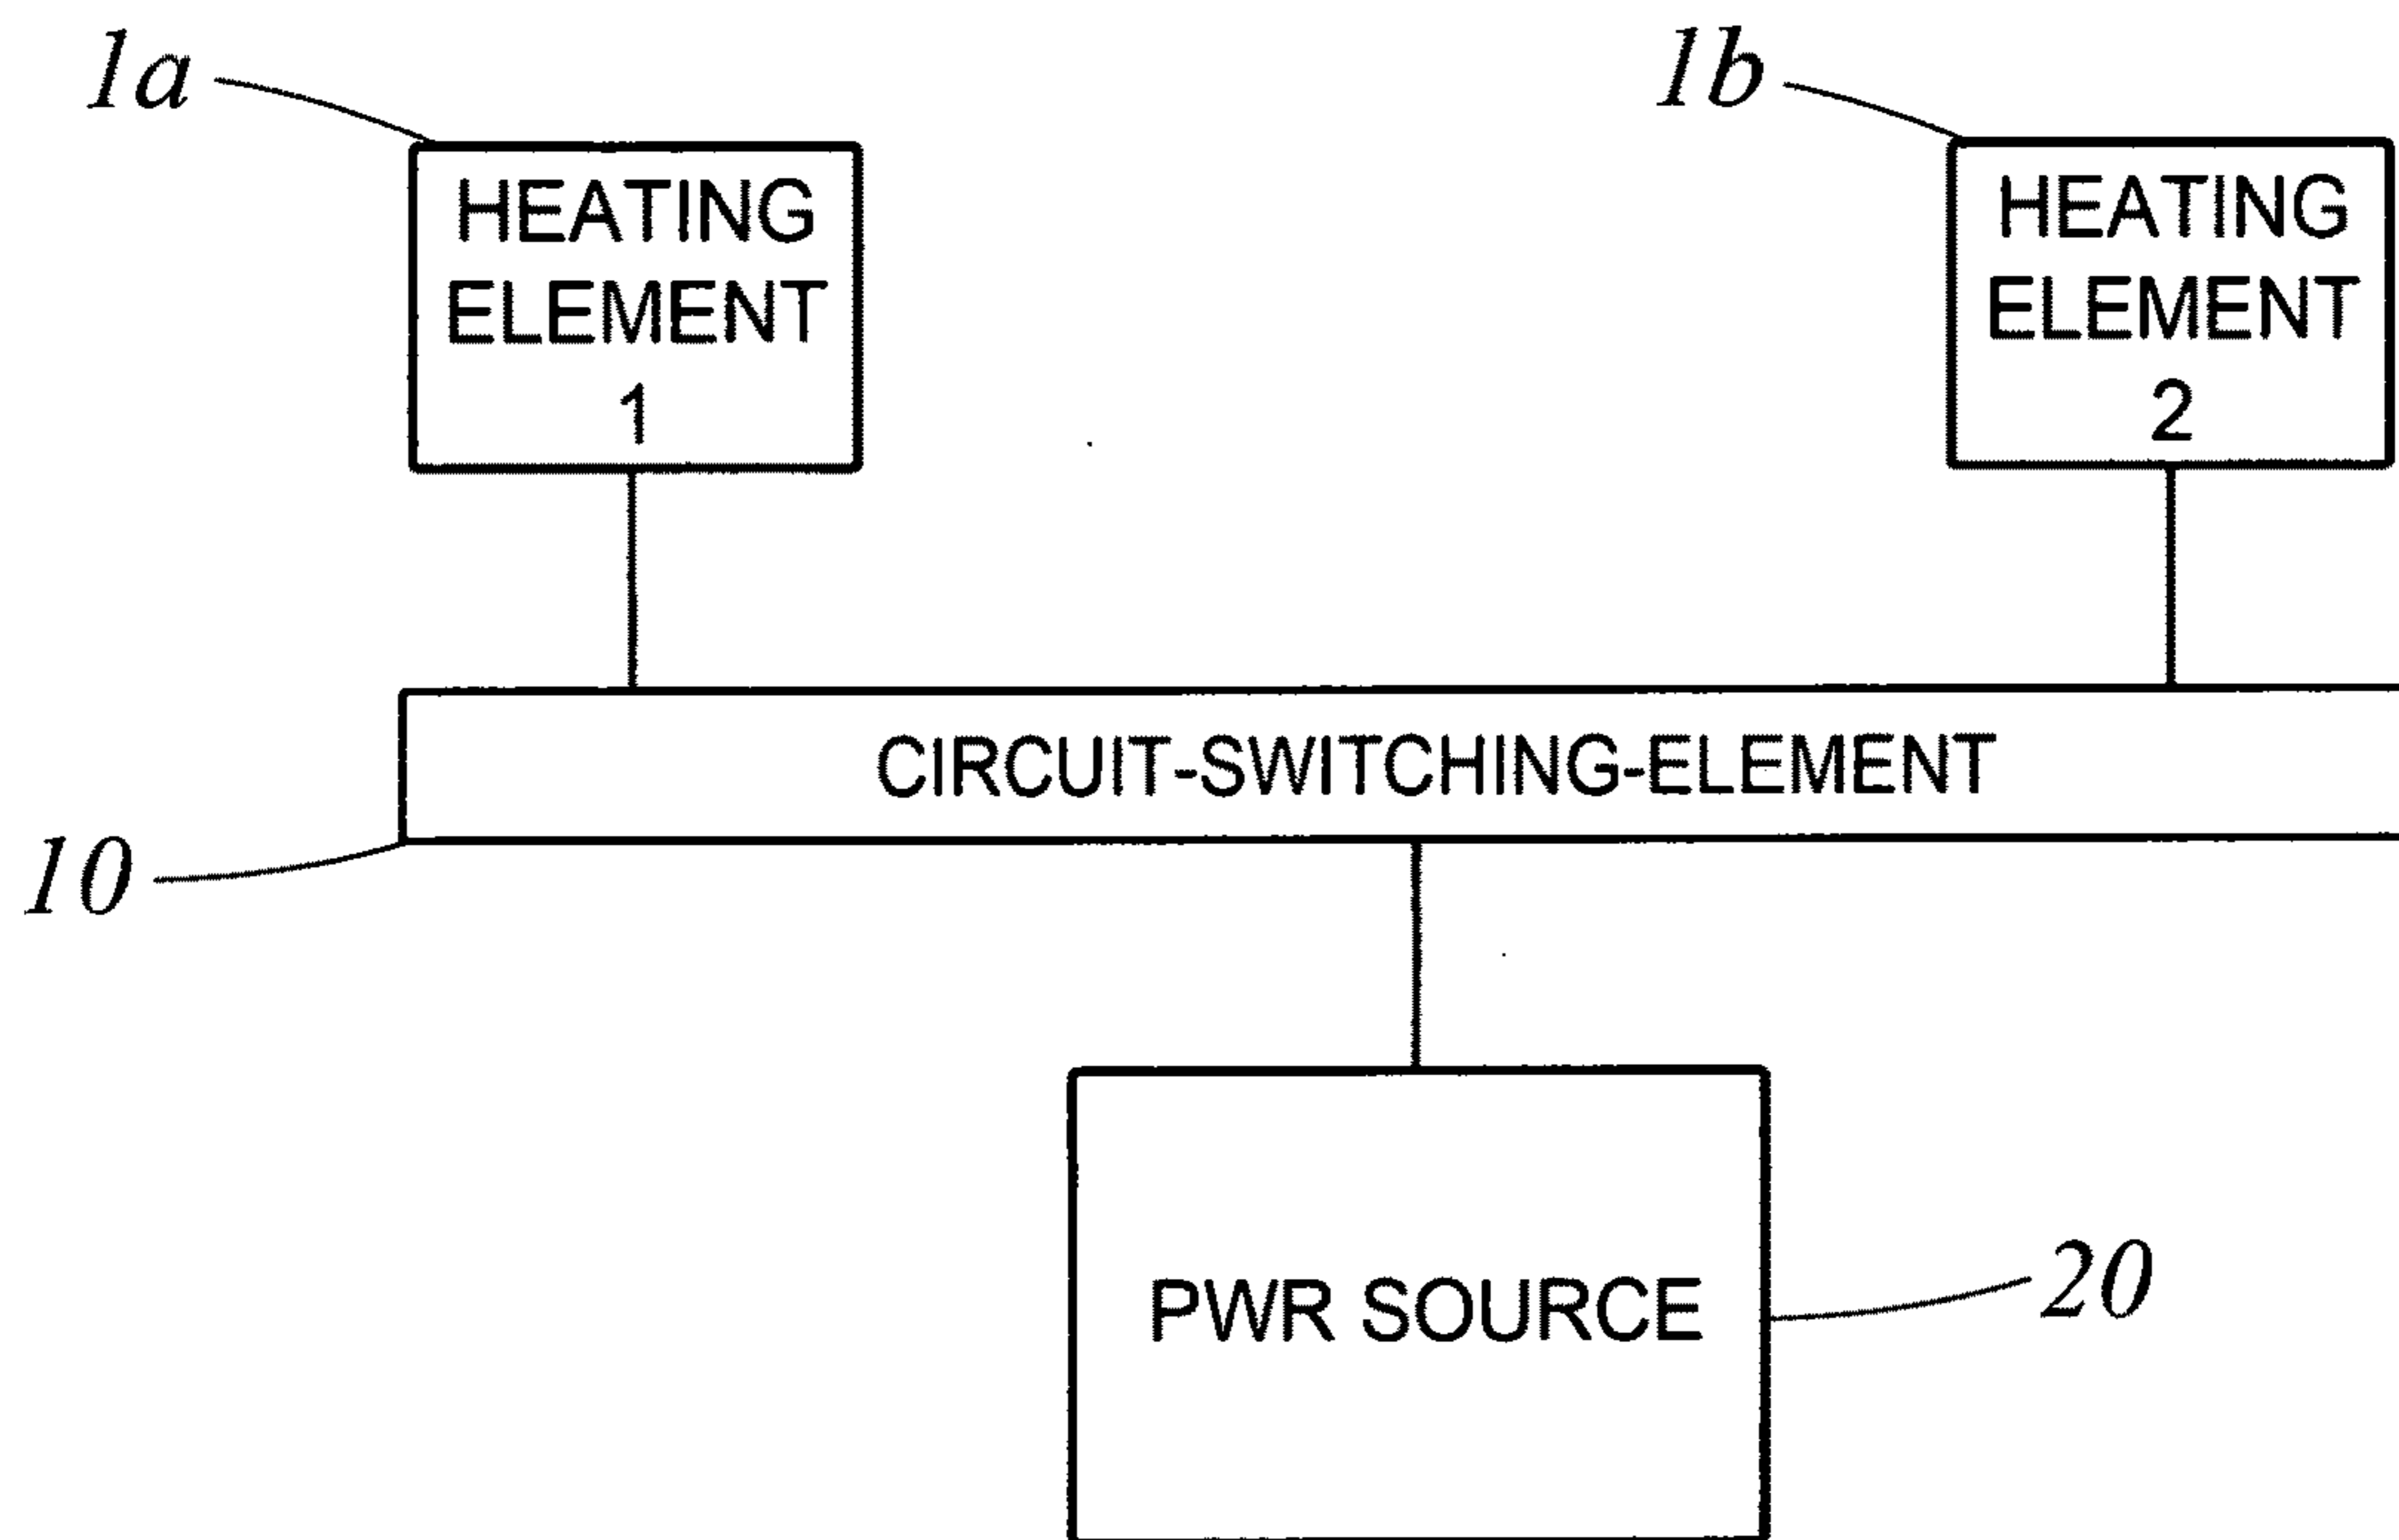 1a
1b
HEATING
ELEMENT
1
HEATING
ELEMENT
2
CIRCUIT-SWITCHING-ELEMENT
10
PWR SOURCE
20